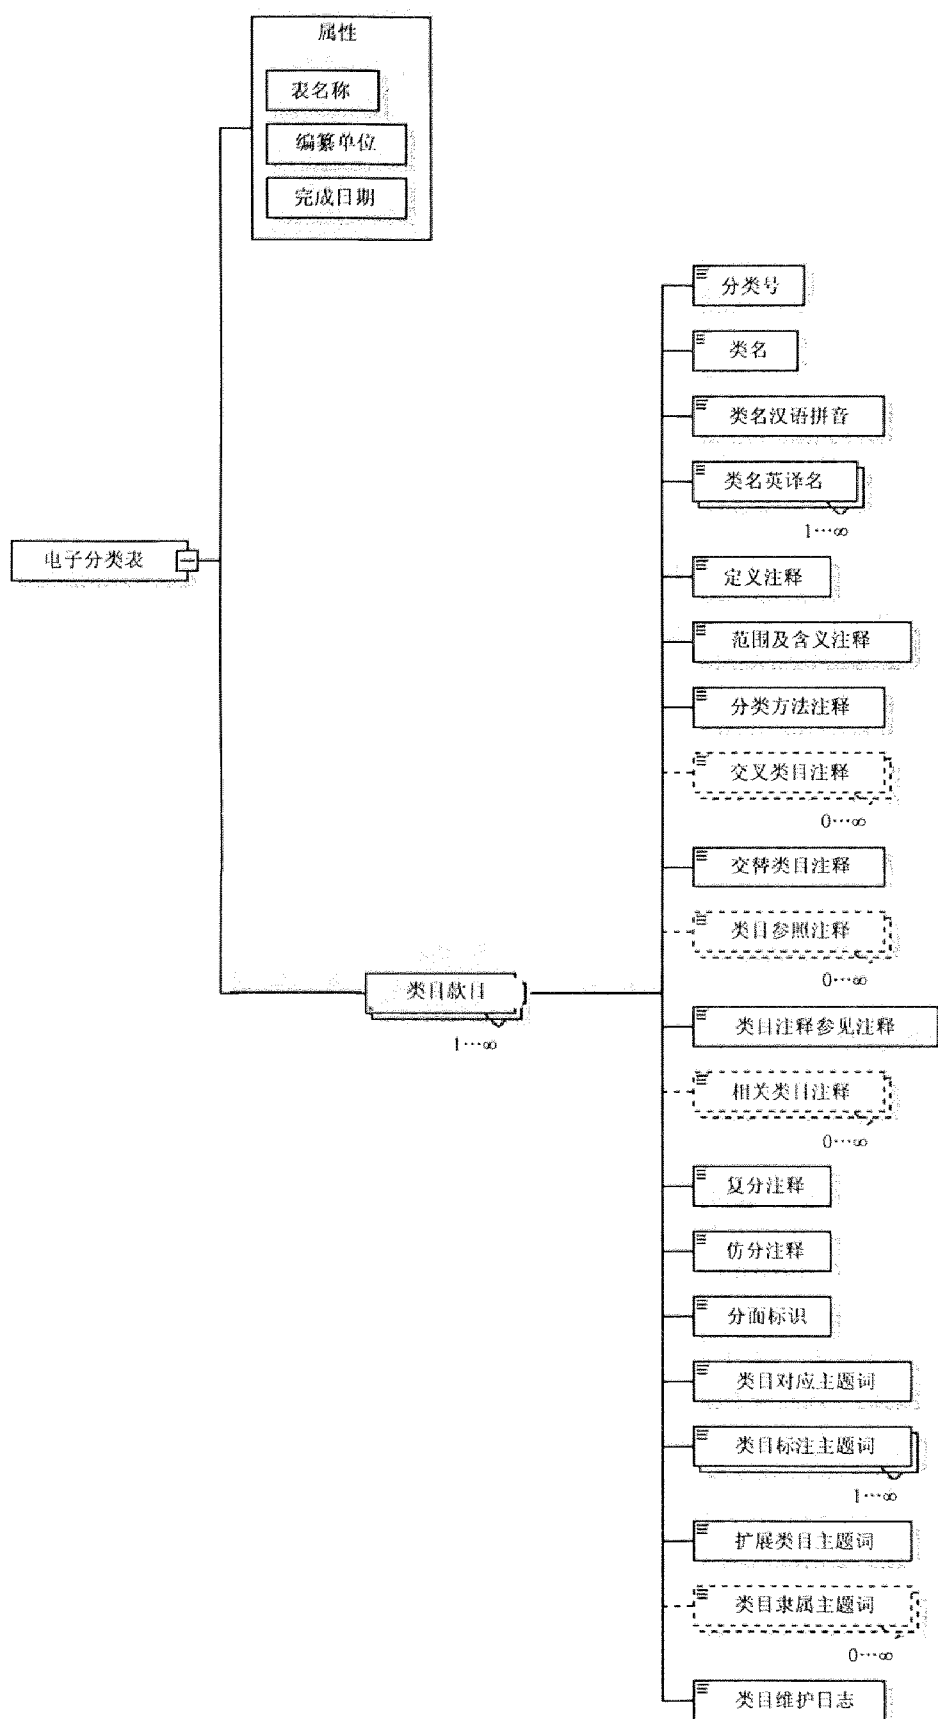 属性
表名称
编纂单位
完成日期
分类号
类名
类名汉语拼音
类名英译名
1…∞
电子分类表
定义注释
范围及含义注释
分类方法注释
交叉类目注释
0…∞
交替类目注释
类目参照注释
0…∞
类目款目
1…∞
类目注释参见注释
相关类目注释
0…∞
复分注释
仿分注释
分面标识
类目对应主题词
类目标注主题词
1…∞
扩展类目主题词
类目隶属主题词
0…∞
类目维护日志